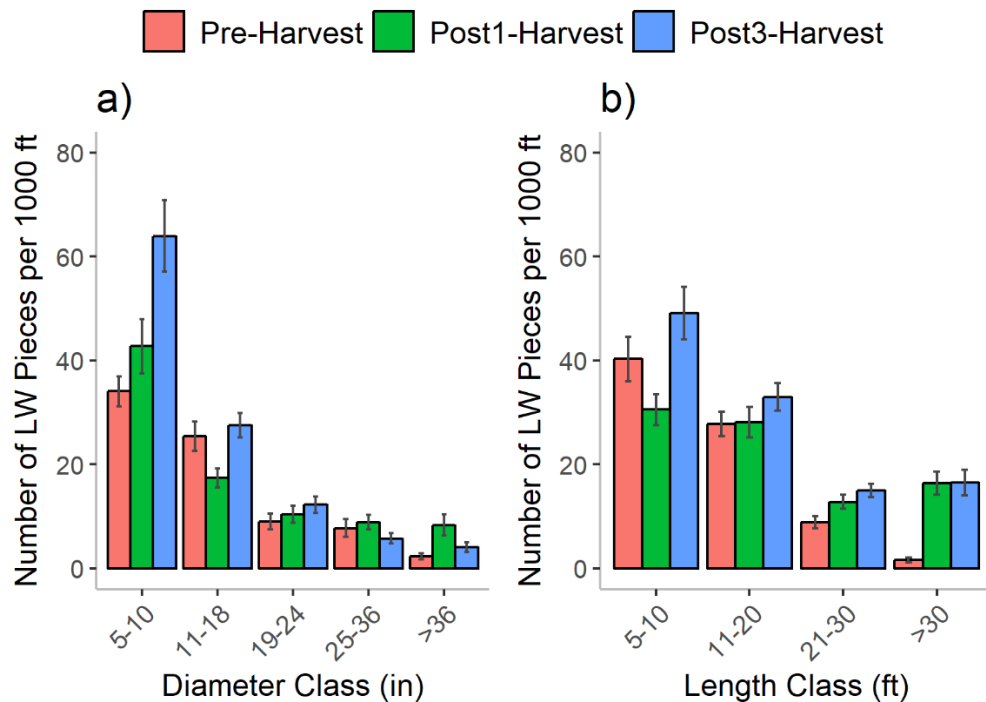 Pre-Harvest Post1-Harvest Post3-Harvest
a)
Number of LW Pieces per 1000 ft
80
60
40
20
0
5-10
11-18
19-24
25-36
>36
Diameter Class (in)
b)
Number of LW Pieces per 1000 ft
80
60
40
20
0
5-10
11-20
21-30
>30
Length Class (ft)